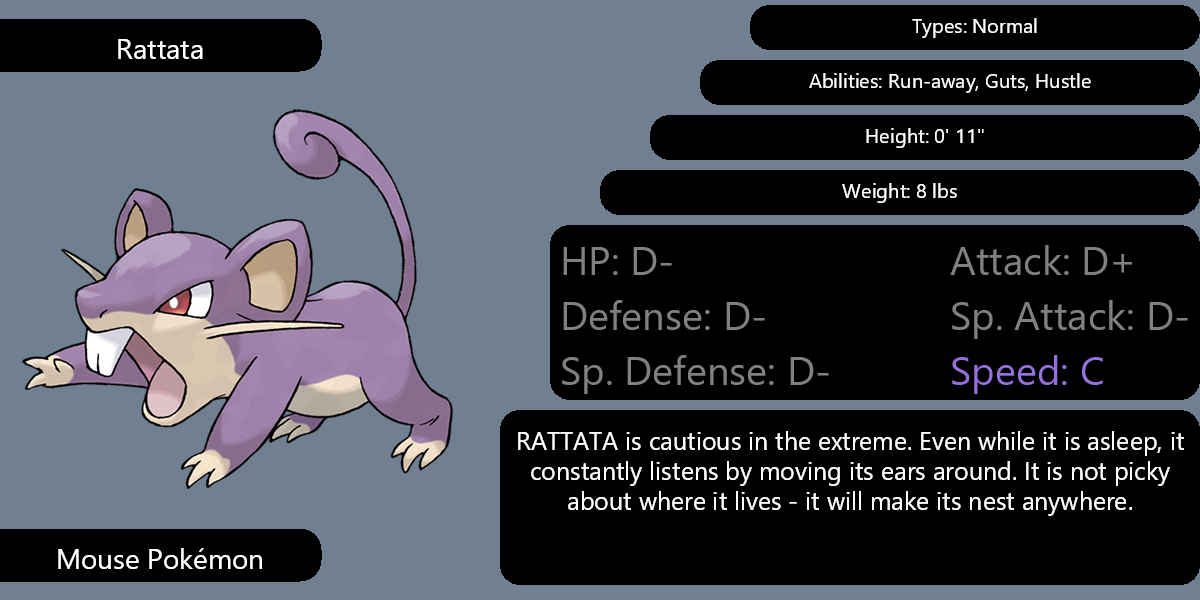 Rattata
Types: Normal
Abilities: Run-away, Guts, Hustle
Height: 0' 11"
Weight: 8 lbs
HP: D-
Attack: D+
Defense: D-
Sp. Attack: D-
Sp. Defense: D-
Speed: C
RATTATA is cautious in the extreme. Even while it is asleep, it
constantly listens by moving its ears around. It is not picky
about where it lives - it will make its nest anywhere.
Mouse Pokémon